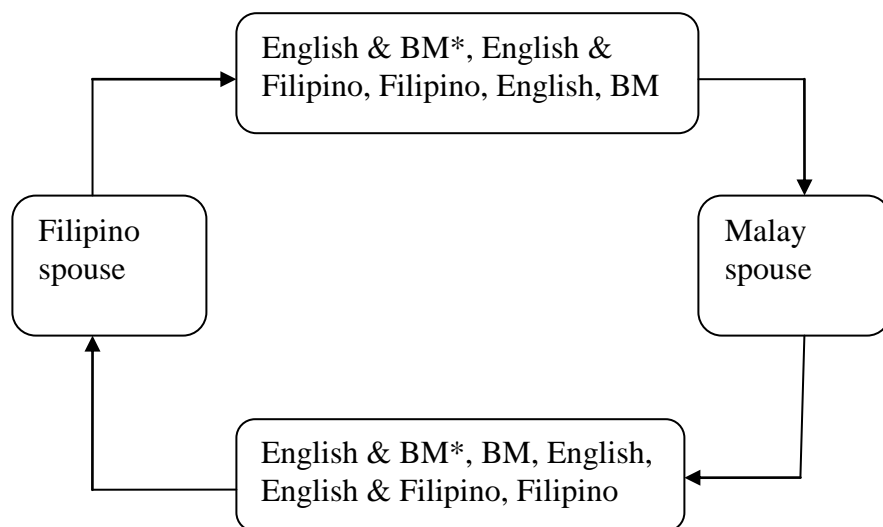 English & BM*, English &
Filipino, Filipino, English, BM
Filipino
spouse
Malay
spouse
English & BM*, BM, English,
English & Filipino, Filipino